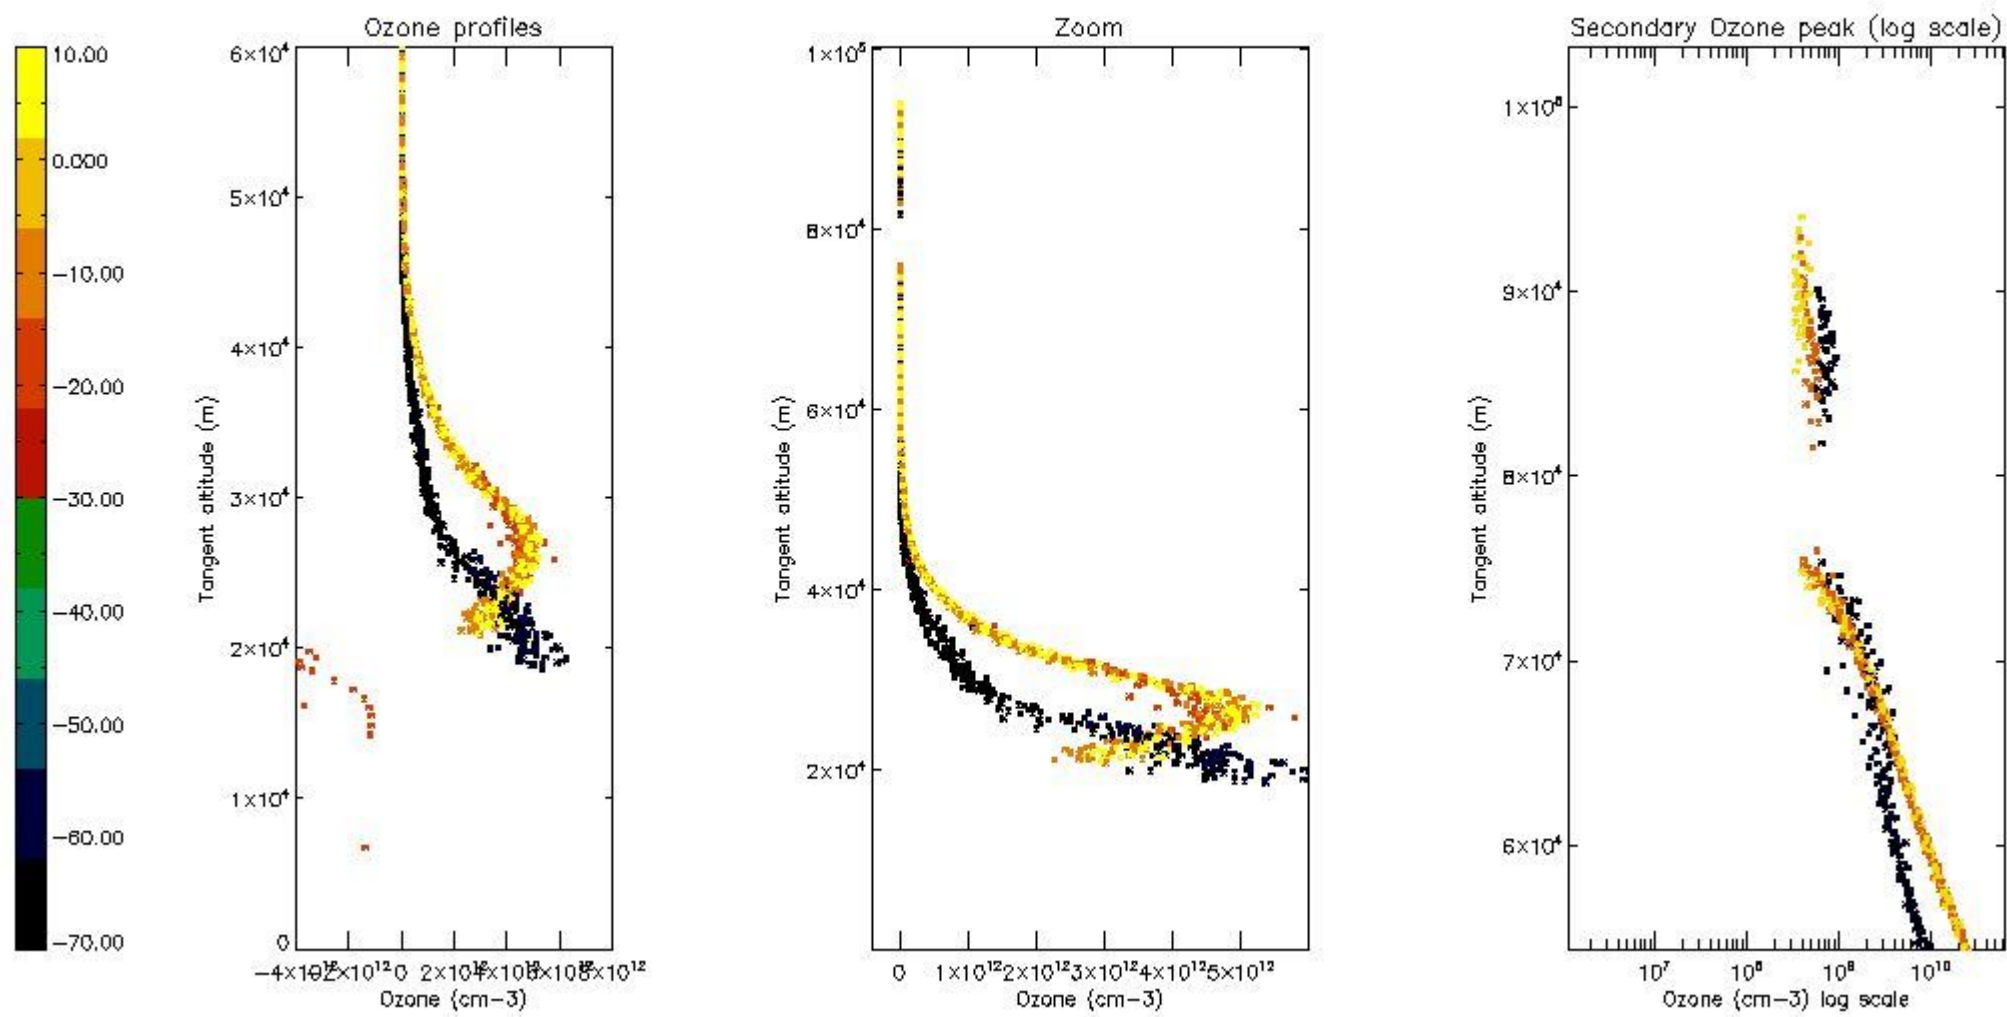 Ozone profiles
Zoom
Secondary Ozone peak (log scale)
10.00
0.000
−10.00
−20.00
−30.00
−40.00
−50.00
−60.00
−70.00
Tangent altitude (m)
6×10⁴
5×10⁴
4×10⁴
3×10⁴
2×10⁴
1×10⁴
0
0
Ozone (cm−3)
Tangent altitude (m)
1×10⁵
8×10⁴
6×10⁴
4×10⁴
2×10⁴
0 1×10¹² 2×10¹² 3×10¹² 4×10¹² 5×10¹²
Ozone (cm−3)
Tangent altitude (m)
9×10⁴
8×10⁴
7×10⁴
6×10⁴
10⁷ 10⁸ 10⁹ 10¹⁰
Ozone (cm−3) log scale